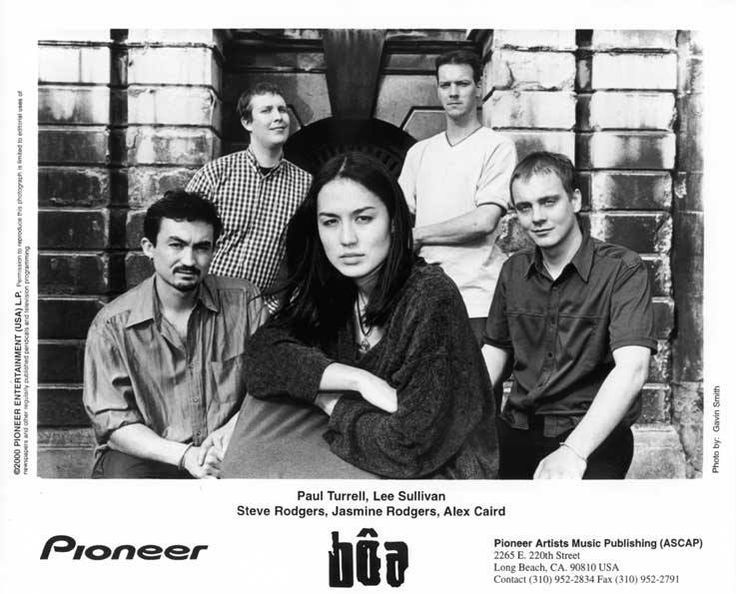 ©2000 PIONEER ENTERTAINMENT (USA) L.P. Permission to reproduce this photograph is limited to editorial uses of
newspapers and other regularly published periodicals and television programming.
Photo by: Gavin Smith
Paul Turrell, Lee Sullivan
Steve Rodgers, Jasmine Rodgers, Alex Caird
Pioneer
bôa
Pioneer Artists Music Publishing (ASCAP)
2265 E. 220th Street
Long Beach, CA. 90810 USA
Contact (310) 952-2834 Fax (310) 952-2791